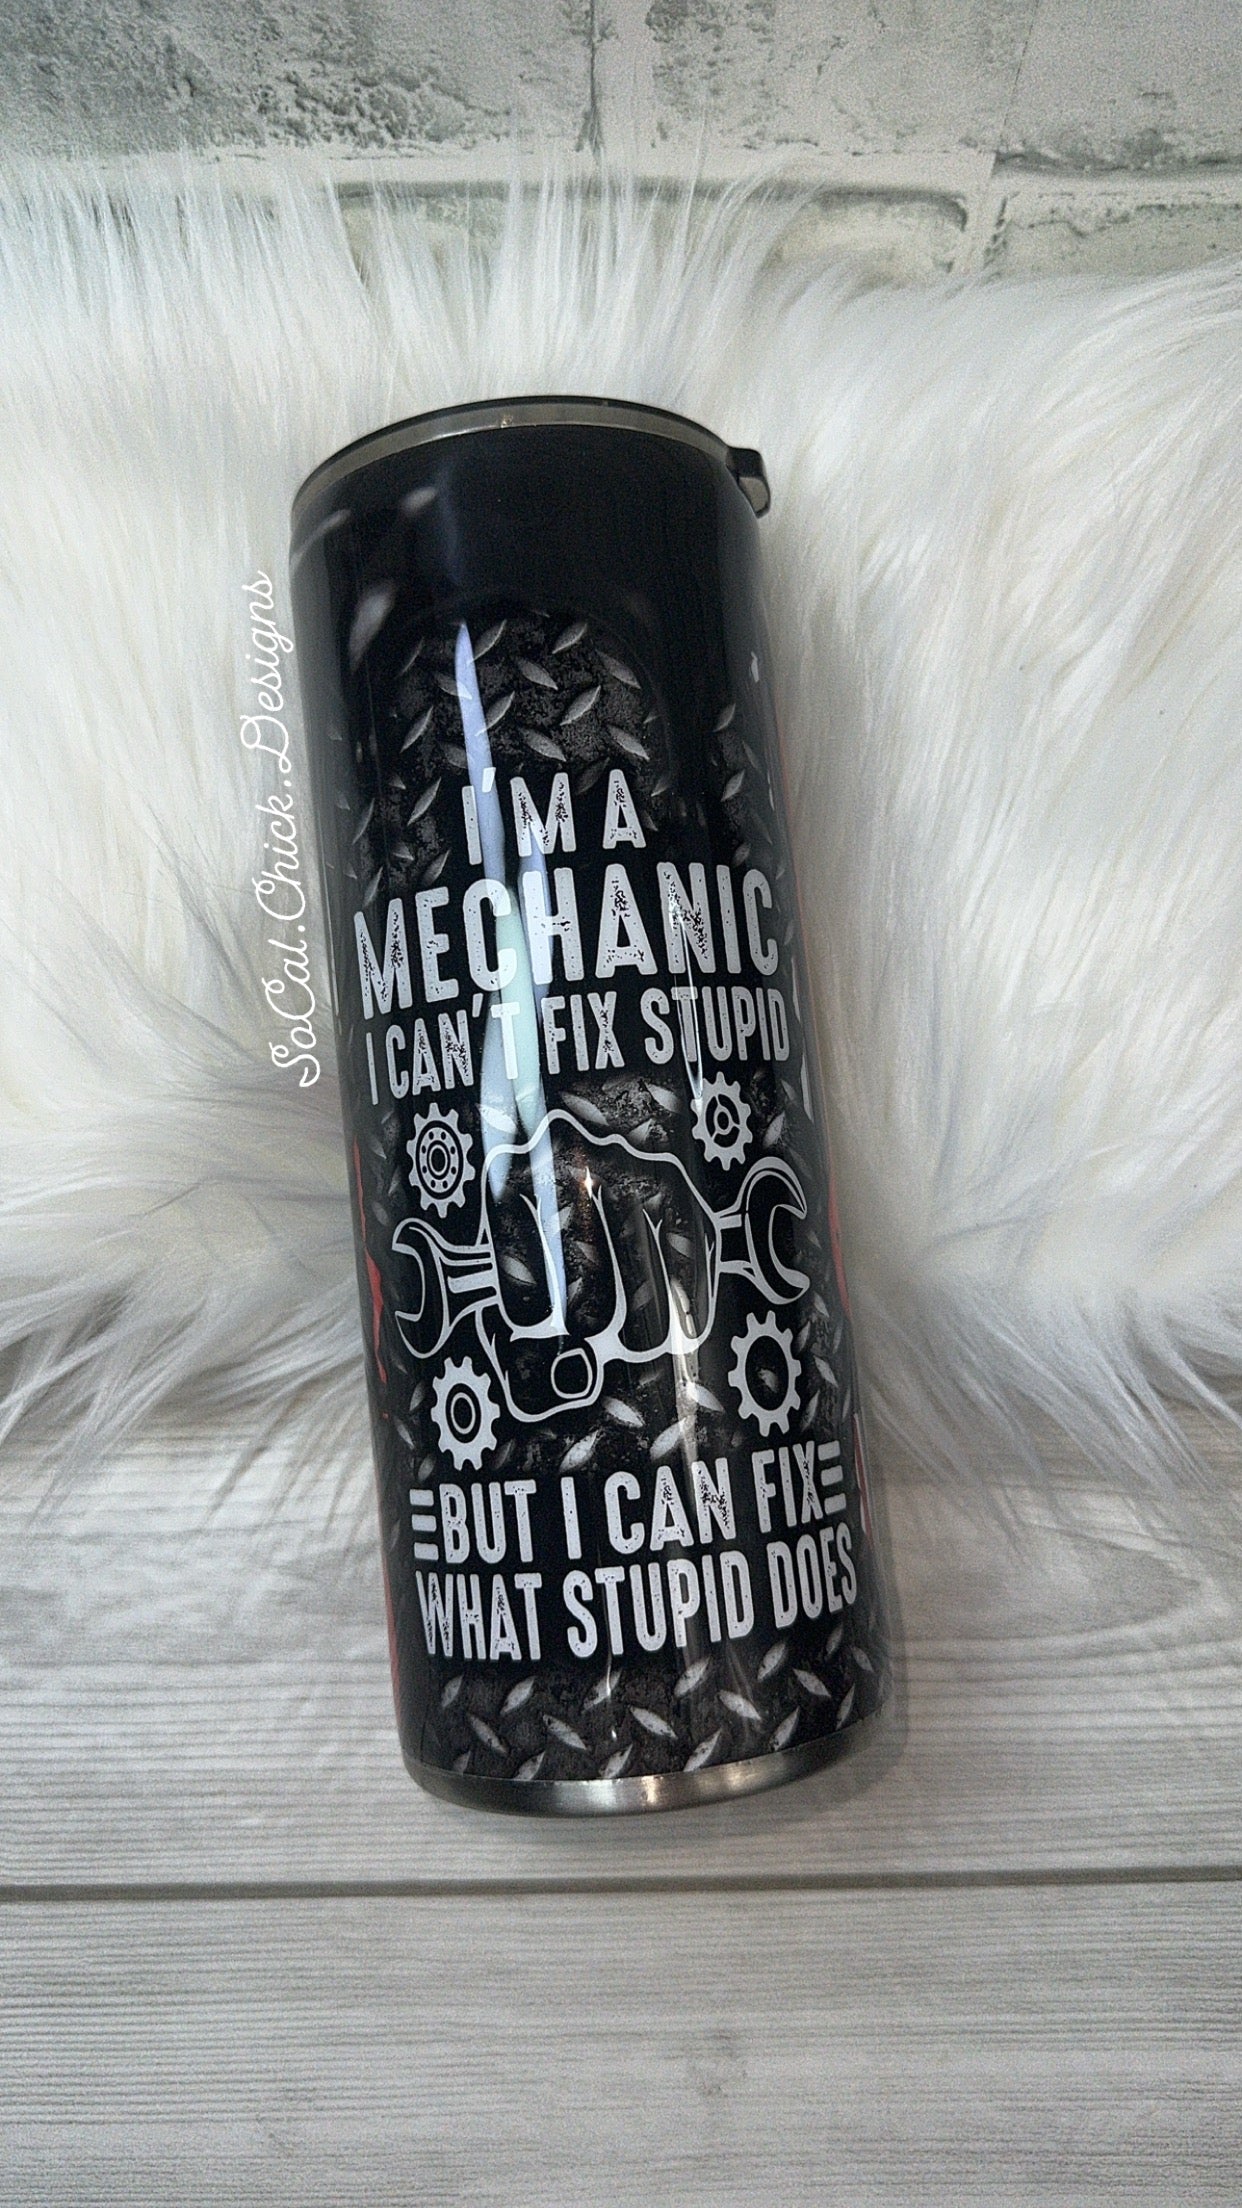 SoCal.Chick.Designs
I'M A
MECHANIC
I CAN'T FIX STUPID
BUT I CAN FIX
WHAT STUPID DOES